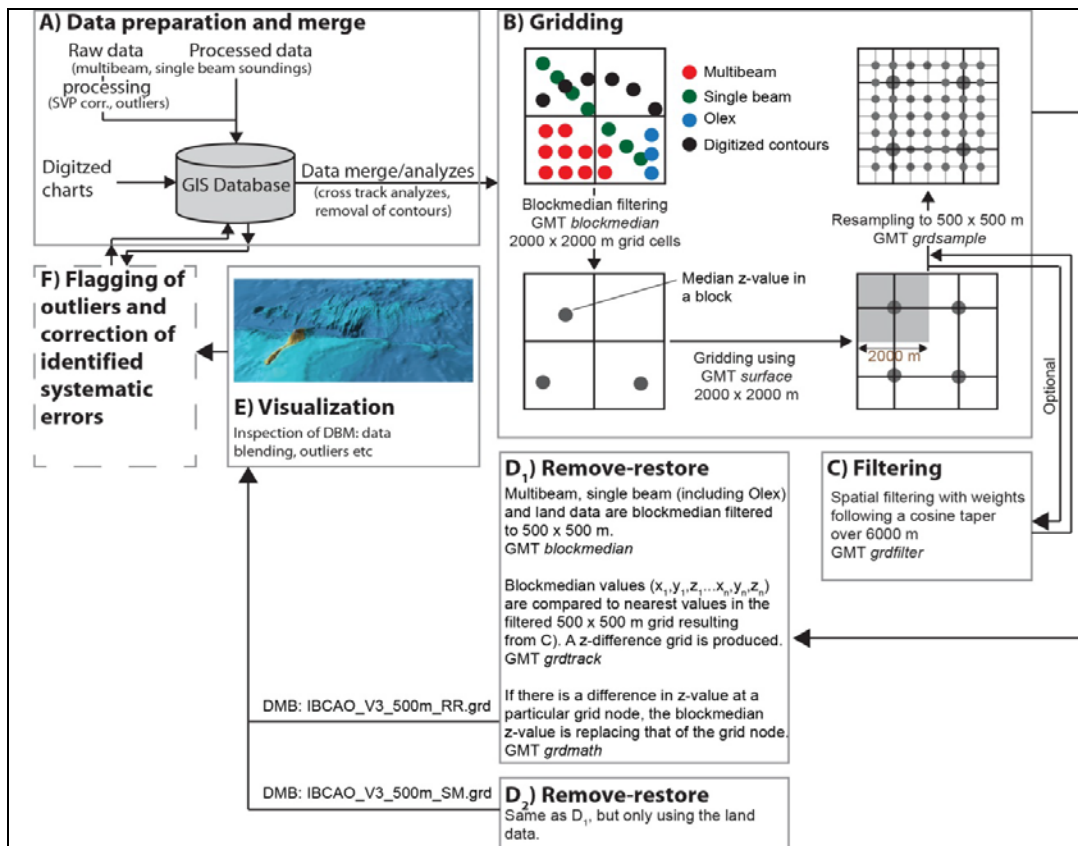 A) Data preparation and merge
Raw data
Processed data
(multibeam, single beam soundings)
processing
(SVP corr., outliers)
Digitzed
charts
GIS Database
Data merge/analyzes
(cross track analyzes,
removal of contours)
B) Gridding
Multibeam
Single beam
Olex
Digitized contours
Blockmedian filtering
GMT blockmedian
2000 x 2000 m grid cells
Median z-value in
a block
Gridding using
GMT surface
2000 x 2000 m
Resampling to 500 x 500 m
GMT grdsample
2000 m
Optional
C) Filtering
Spatial filtering with weights
following a cosine taper
over 6000 m
GMT grdfilter
D1) Remove-restore
Multibeam, single beam (including Olex)
and land data are blockmedian filtered
to 500 x 500 m.
GMT blockmedian
Blockmedian values (x1,y1,z1...xn,yn,zn)
are compared to nearest values in the
filtered 500 x 500 m grid resulting
from C). A z-difference grid is produced.
GMT grdtrack
If there is a difference in z-value at a
particular grid node, the blockmedian
z-value is replacing that of the grid node.
GMT grdmath
D2) Remove-restore
Same as D1, but only using the land
data.
DMB: IBCAO_V3_500m_RR.grd
DMB: IBCAO_V3_500m_SM.grd
E) Visualization
Inspection of DBM: data
blending, outliers etc
F) Flagging of
outliers and
correction of
identified
systematic
errors